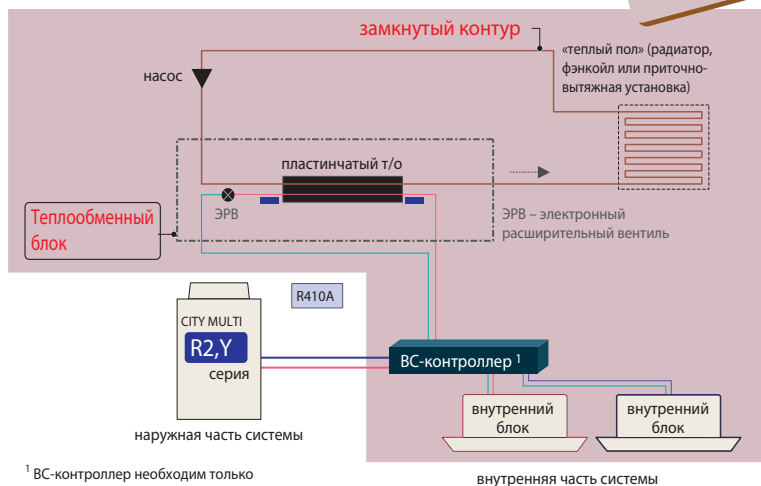 замкнутый контур
«теплый пол» (радиатор,
фэнкойл или приточно-
вытяжная установка)
насос
пластинчатый т/о
ЭРВ
Теплообменный
блок
ЭРВ – электронный
расширительный вентиль
R410A
CITY MULTI
R2,Y
серия
BC-контроллер 1
внутренний
блок
внутренний
блок
наружная часть системы
1 BC-контроллер необходим только
внутренняя часть системы